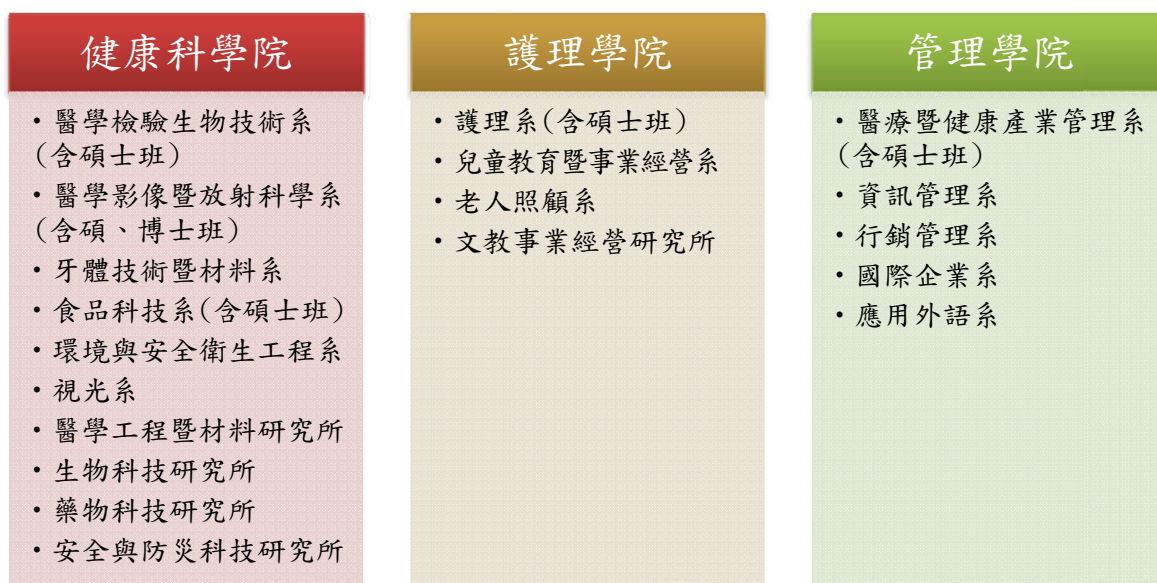 健康科學院
・醫學檢驗生物技術系
(含碩士班)
・醫學影像暨放射科學系
(含碩、博士班)
・牙體技術暨材料系
・食品科技系(含碩士班)
・環境與安全衛生工程系
・視光系
・醫學工程暨材料研究所
・生物科技研究所
・藥物科技研究所
・安全與防災科技研究所
護理學院
・護理系(含碩士班)
・兒童教育暨事業經營系
・老人照顧系
・文教事業經營研究所
管理學院
・醫療暨健康產業管理系
(含碩士班)
・資訊管理系
・行銷管理系
・國際企業系
・應用外語系